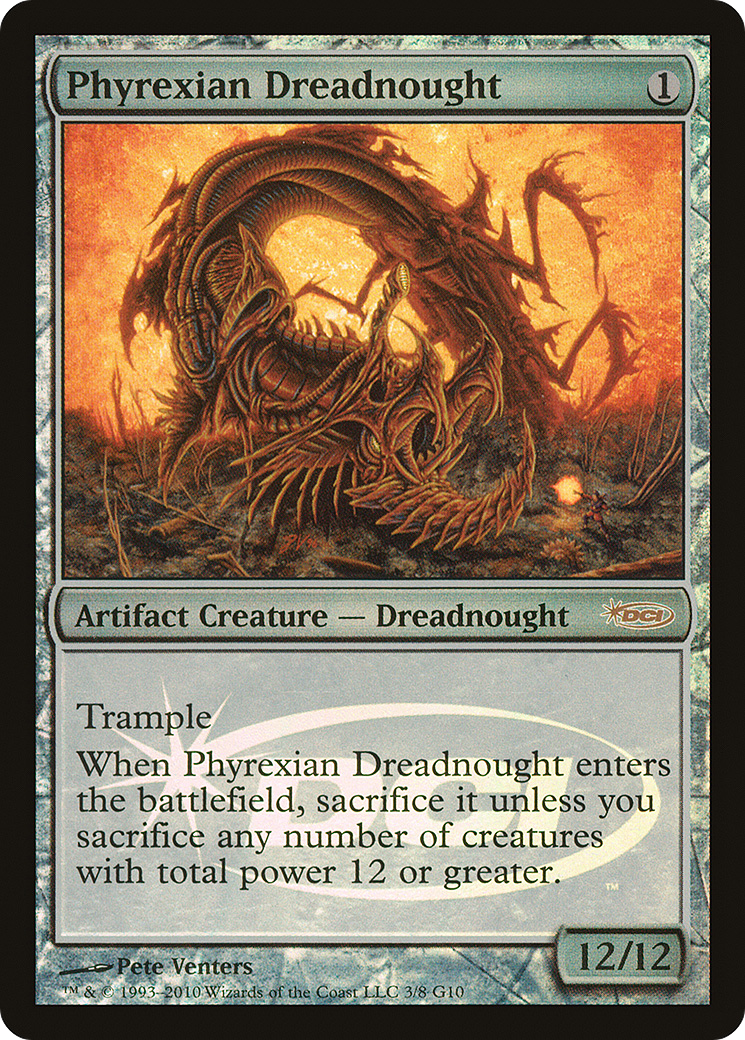 Phyrexian Dreadnought 1
Artifact Creature — Dreadnought DCI
Trample
When Phyrexian Dreadnought enters
the battlefield, sacrifice it unless you
sacrifice any number of creatures
with total power 12 or greater.
DCI
™
12/12
Pete Venters
™ & © 1993–2010 Wizards of the Coast LLC 3/8 G10